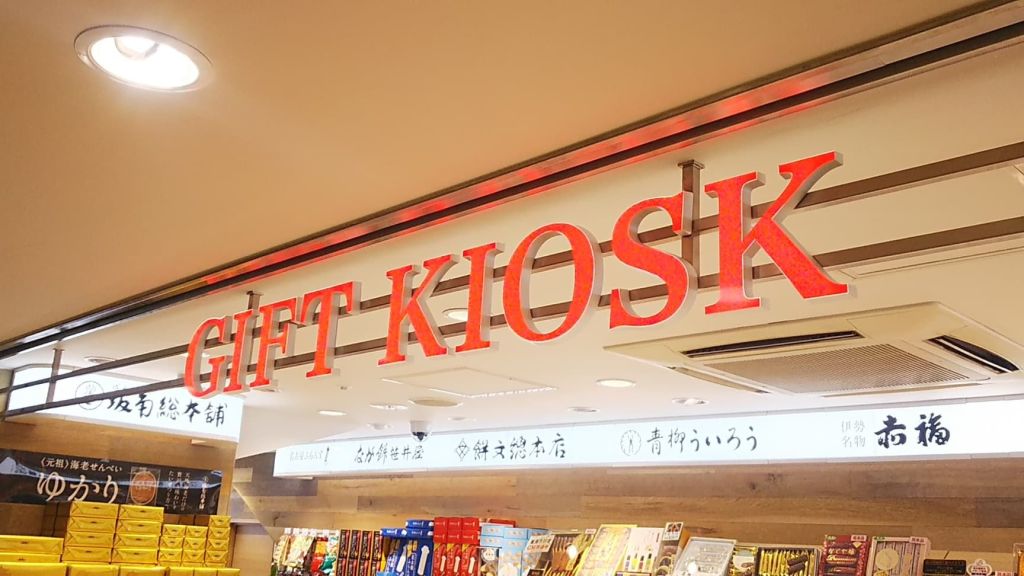 GIFT KIOSK
坂角総本舗
〈元祖〉海老せんべい
ゆかり
なが餅笹井屋
鮮文總本店
青柳ういろう
伊勢
名物
赤福